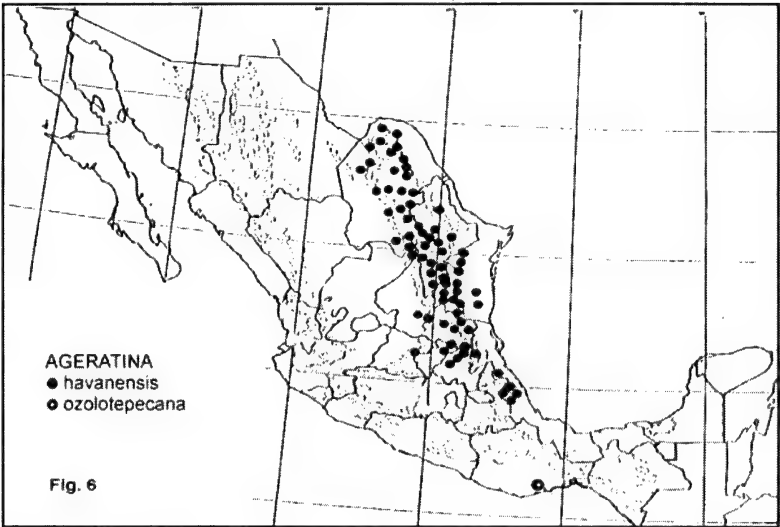 AGERATINA
● havanensis
○ ozolotepecana
Fig. 6